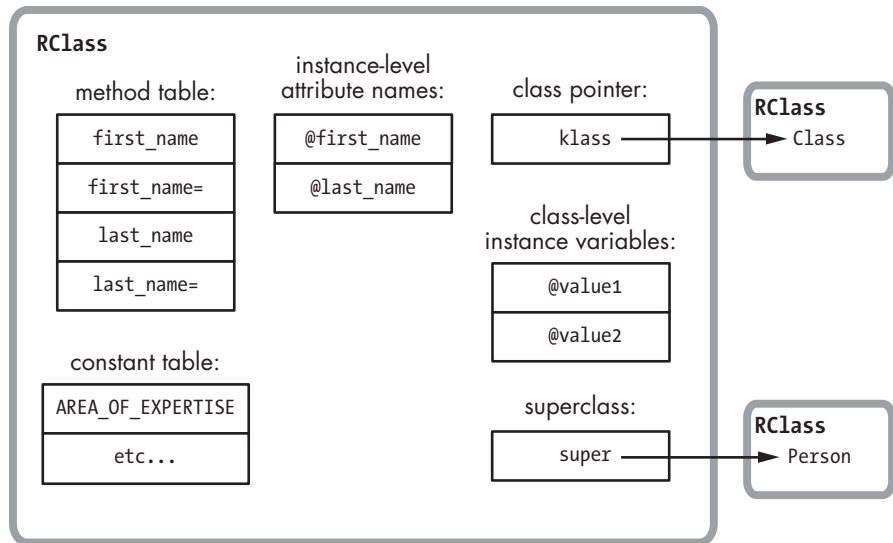 RClass
method table:
first_name
first_name=
last_name
last_name=
instance-level
attribute names:
@first_name
@last_name
class pointer:
klass
RClass
Class
class-level
instance variables:
@value1
@value2
constant table:
AREA_OF_EXPERTISE
etc...
superclass:
super
RClass
Person